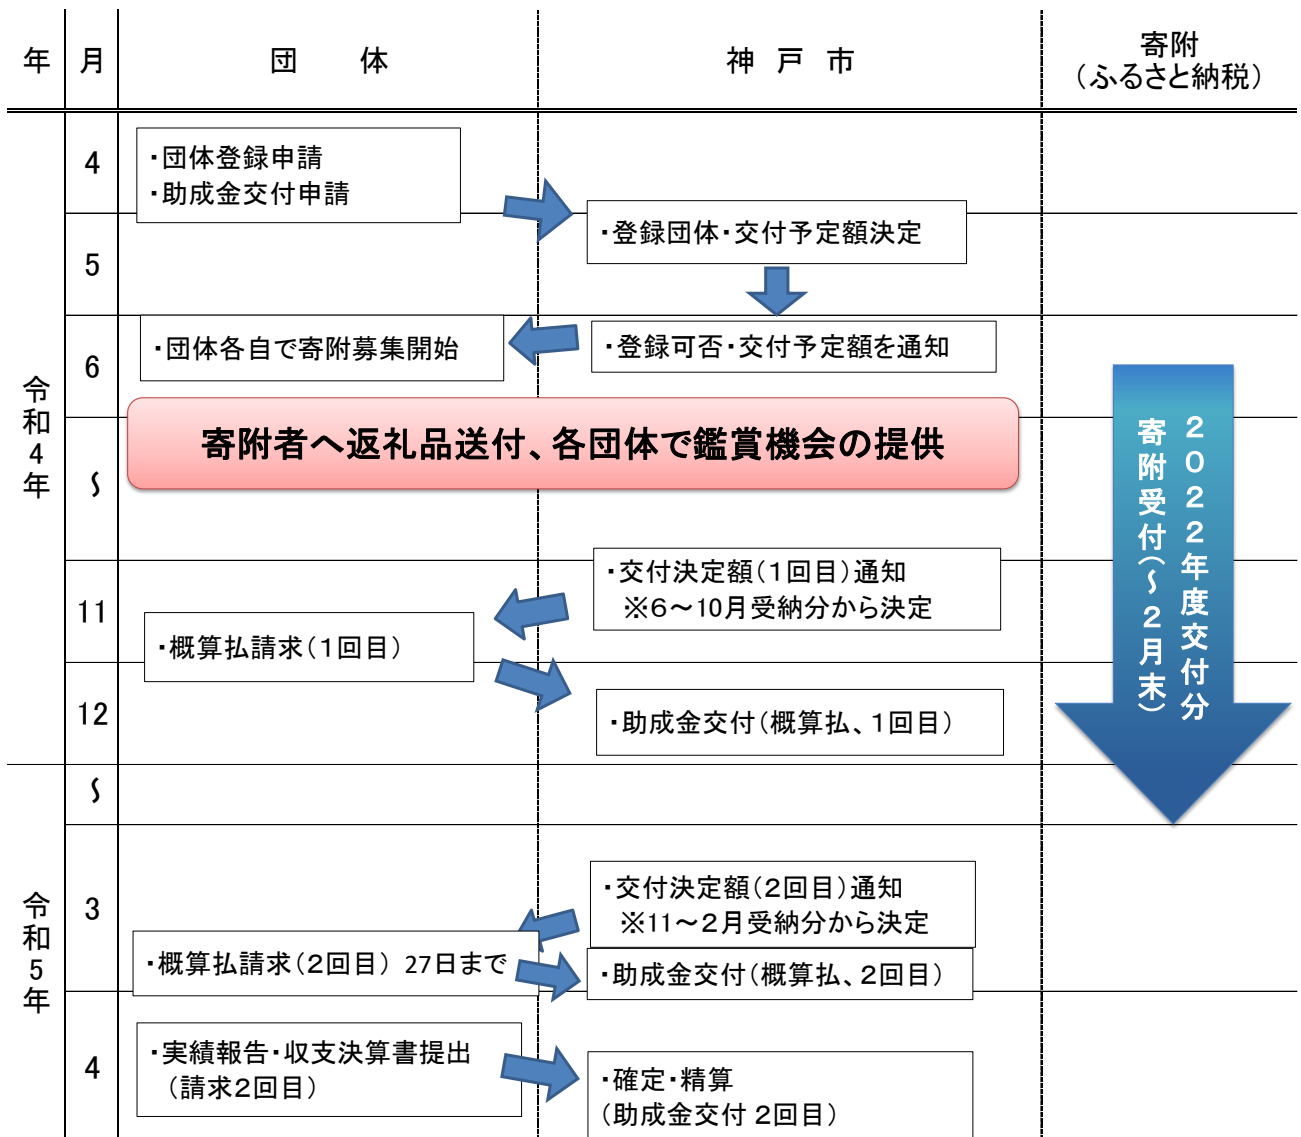 年
月
団 体
神 戸 市
寄附
（ふるさと納税）
令和4年
4
・団体登録申請
・助成金交付申請
・登録団体・交付予定額決定
5
6
・団体各自で寄附募集開始
・登録可否・交付予定額を通知
寄附者へ返礼品送付、各団体で鑑賞機会の提供
～
２０２２年度交付分
寄附受付（～２月末）
11
・交付決定額（１回目）通知
※６～10月受納分から決定
・概算払請求（１回目）
12
・助成金交付（概算払、１回目）
令和5年
～
3
・交付決定額（２回目）通知
※11～２月受納分から決定
・概算払請求（２回目） 27日まで
・助成金交付（概算払、２回目）
4
・実績報告・収支決算書提出
（請求２回目）
・確定・精算
（助成金交付 ２回目）